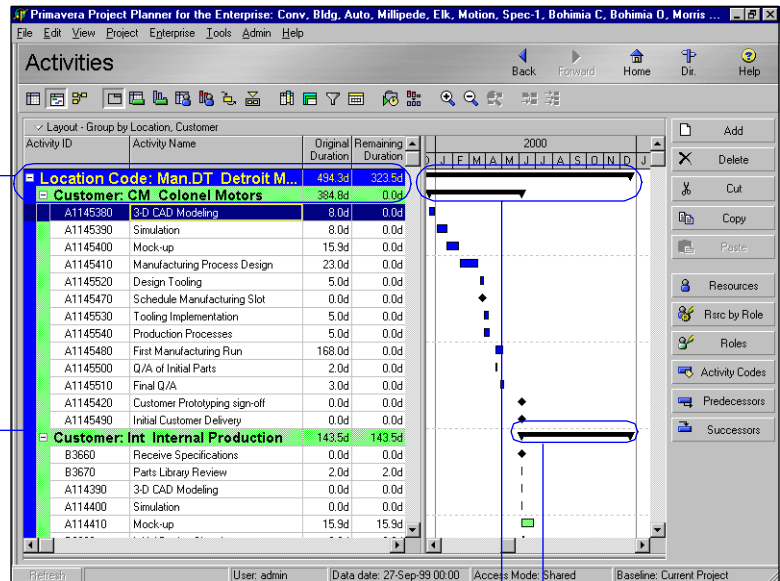 Primavera Project Planner for the Enterprise: Conv, Bldg, Auto, Millipede, Elk, Motion, Spec-1, Bohimia C, Bohimia O, Morris ...
File Edit View Project Enterprise Tools Admin Help
Activities
Back Forward Home Dir. Help
Layout - Group by Location, Customer
Activity ID Activity Name Original Duration Remaining Duration 2000
D J F M A M J J A S O N D J
Location Code: Man.DT Detroit M... 494.3d 323.5d
Customer: CM Colonel Motors 384.8d 0.0d
A1145380 3-D CAD Modeling 8.0d 0.0d
A1145390 Simulation 8.0d 0.0d
A1145400 Mock-up 15.9d 0.0d
A1145410 Manufacturing Process Design 23.0d 0.0d
A1145520 Design Tooling 5.0d 0.0d
A1145470 Schedule Manufacturing Slot 0.0d 0.0d
A1145530 Tooling Implementation 5.0d 0.0d
A1145540 Production Processes 5.0d 0.0d
A1145480 First Manufacturing Run 168.0d 0.0d
A1145500 Q/A of Initial Parts 2.0d 0.0d
A1145510 Final Q/A 3.0d 0.0d
A1145420 Customer Prototyping sign-off 0.0d 0.0d
A1145490 Initial Customer Delivery 0.0d 0.0d
Customer: Int Internal Production 143.5d 143.5d
B3660 Receive Specifications 0.0d 0.0d
B3670 Parts Library Review 2.0d 2.0d
A114390 3-D CAD Modeling 0.0d 0.0d
A114400 Simulation 0.0d 0.0d
A114410 Mock-up 15.9d 15.9d
Add
Delete
Cut
Copy
Paste
Resources
Rsrc by Role
Roles
Activity Codes
Predecessors
Successors
Refresh User: admin Data date: 27-Sep-99 00:00 Access Mode: Shared Baseline: Current Project